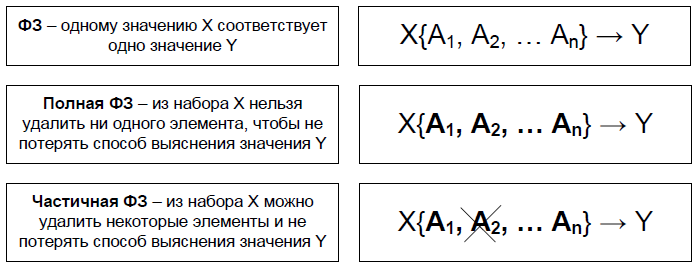 ФЗ – одному значению X соответствует
одно значение Y
X{A₁, A₂, … Aₙ} → Y
Полная ФЗ – из набора X нельзя
удалить ни одного элемента, чтобы не
потерять способ выяснения значения Y
X{A₁, A₂, … Aₙ} → Y
Частичная ФЗ – из набора X можно
удалить некоторые элементы и не
потерять способ выяснения значения Y
X{A₁, A₂, … Aₙ} → Y